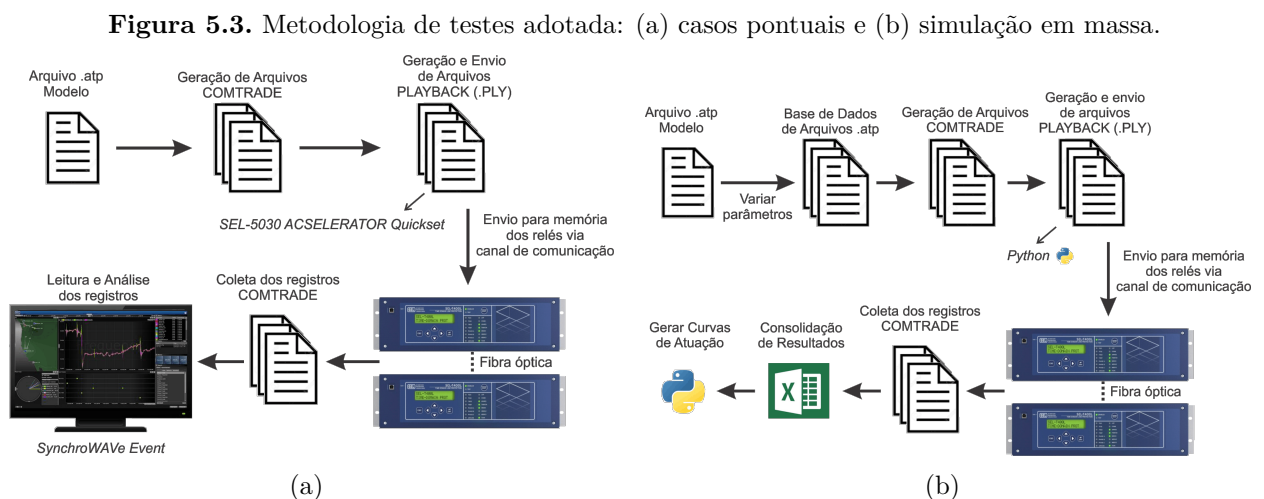 Figura 5.3. Metodologia de testes adotada: (a) casos pontuais e (b) simulação em massa.
Arquivo .atp
Modelo
Geração de Arquivos
COMTRADE
Geração e Envio
de Arquivos
PLAYBACK (.PLY)
SEL-5030 ACSELERATOR Quickset
Envio para memória
dos relés via
canal de comunicação
Leitura e Análise
dos registros
Coleta dos registros
COMTRADE
Fibra óptica
SynchroWAVe Event
(a)
Arquivo .atp
Modelo
Variar
parâmetros
Base de Dados
de Arquivos .atp
Geração de Arquivos
COMTRADE
Geração e envio
de arquivos
PLAYBACK (.PLY)
Python
Envio para memória
dos relés via
canal de comunicação
Gerar Curvas
de Atuação
Consolidação
de Resultados
X
Coleta dos registros
COMTRADE
Fibra óptica
(b)